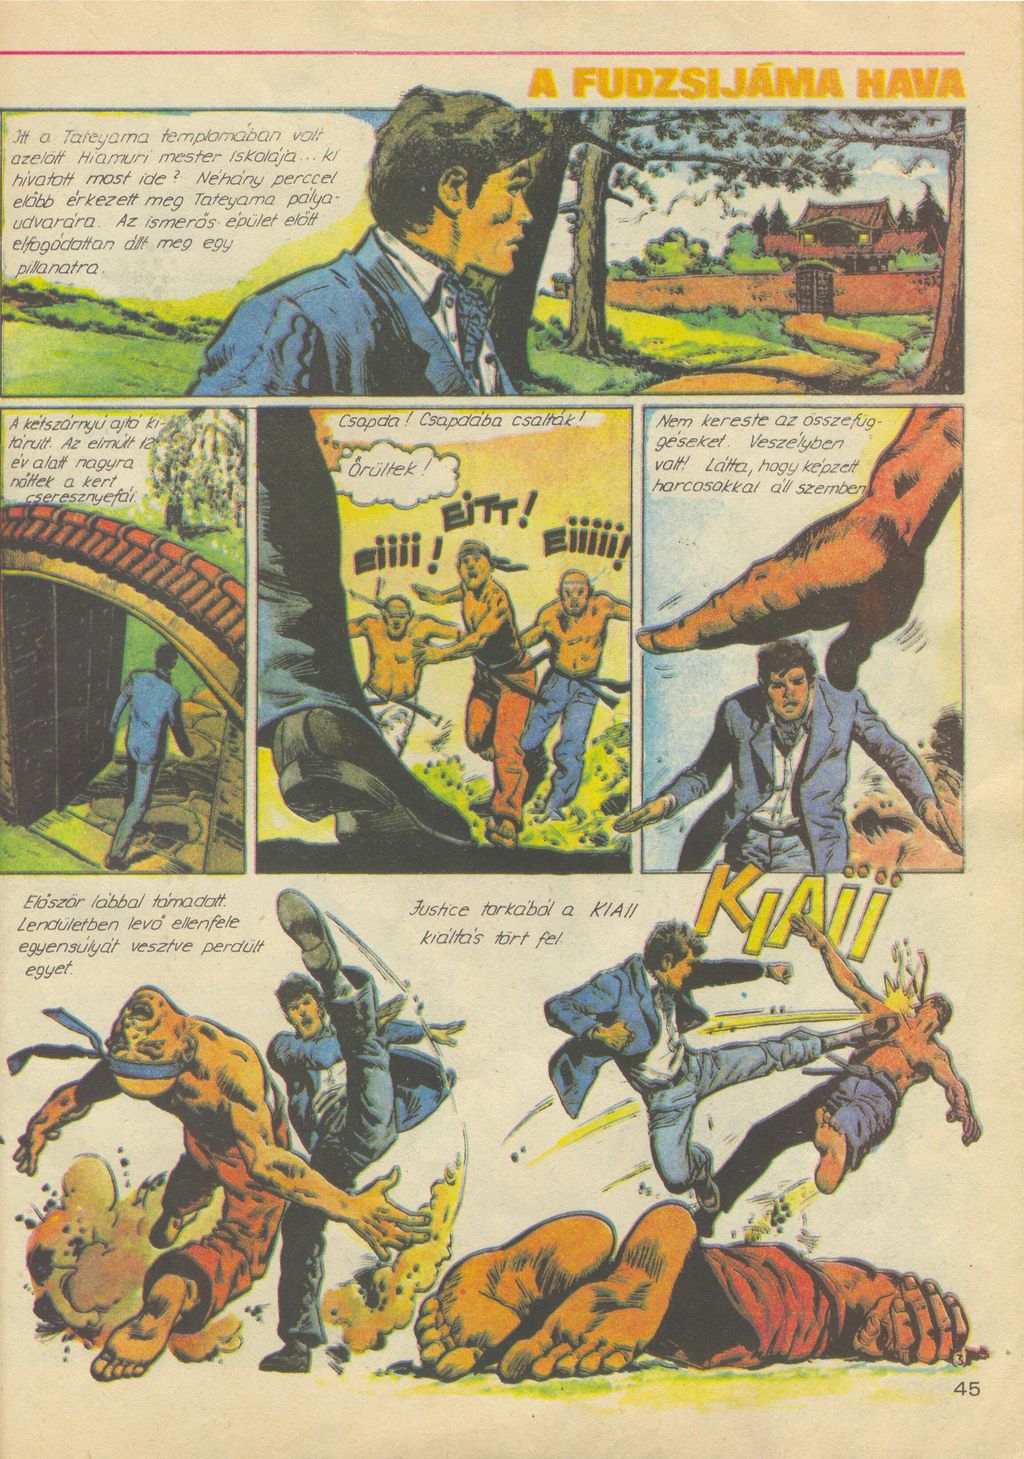 A FUDZSIJÁMA HAVA
Itt a Tateyama templomában volt
azelőtt Hiamuri mester iskolája... ki
hívatott most ide? Néhány perccel
előbb érkezett meg Tateyama pálya-
udvarára. Az ismerős épület előtt
elfogódottan állt meg egy
pillanatra.
A kétszárnyú ajtó ki-
tárult. Az elmúlt 12
év alatt nagyra
nőttek a kert
cseresznyefái.
Csapda! Csapdába csalták!
Őrültek!
EIIII!
EITT!
EIIIII!
Nem kereste az összefüg-
géseket. Veszélyben
volt! Látta, hogy képzett
harcosokkal áll szemben
Először lábbal támadott.
Lendületben levő ellenfele
egyensúlyát vesztve perdült
egyet.
Justice torkából a KIAII
kiáltás tört fel.
KIAIII
3
45